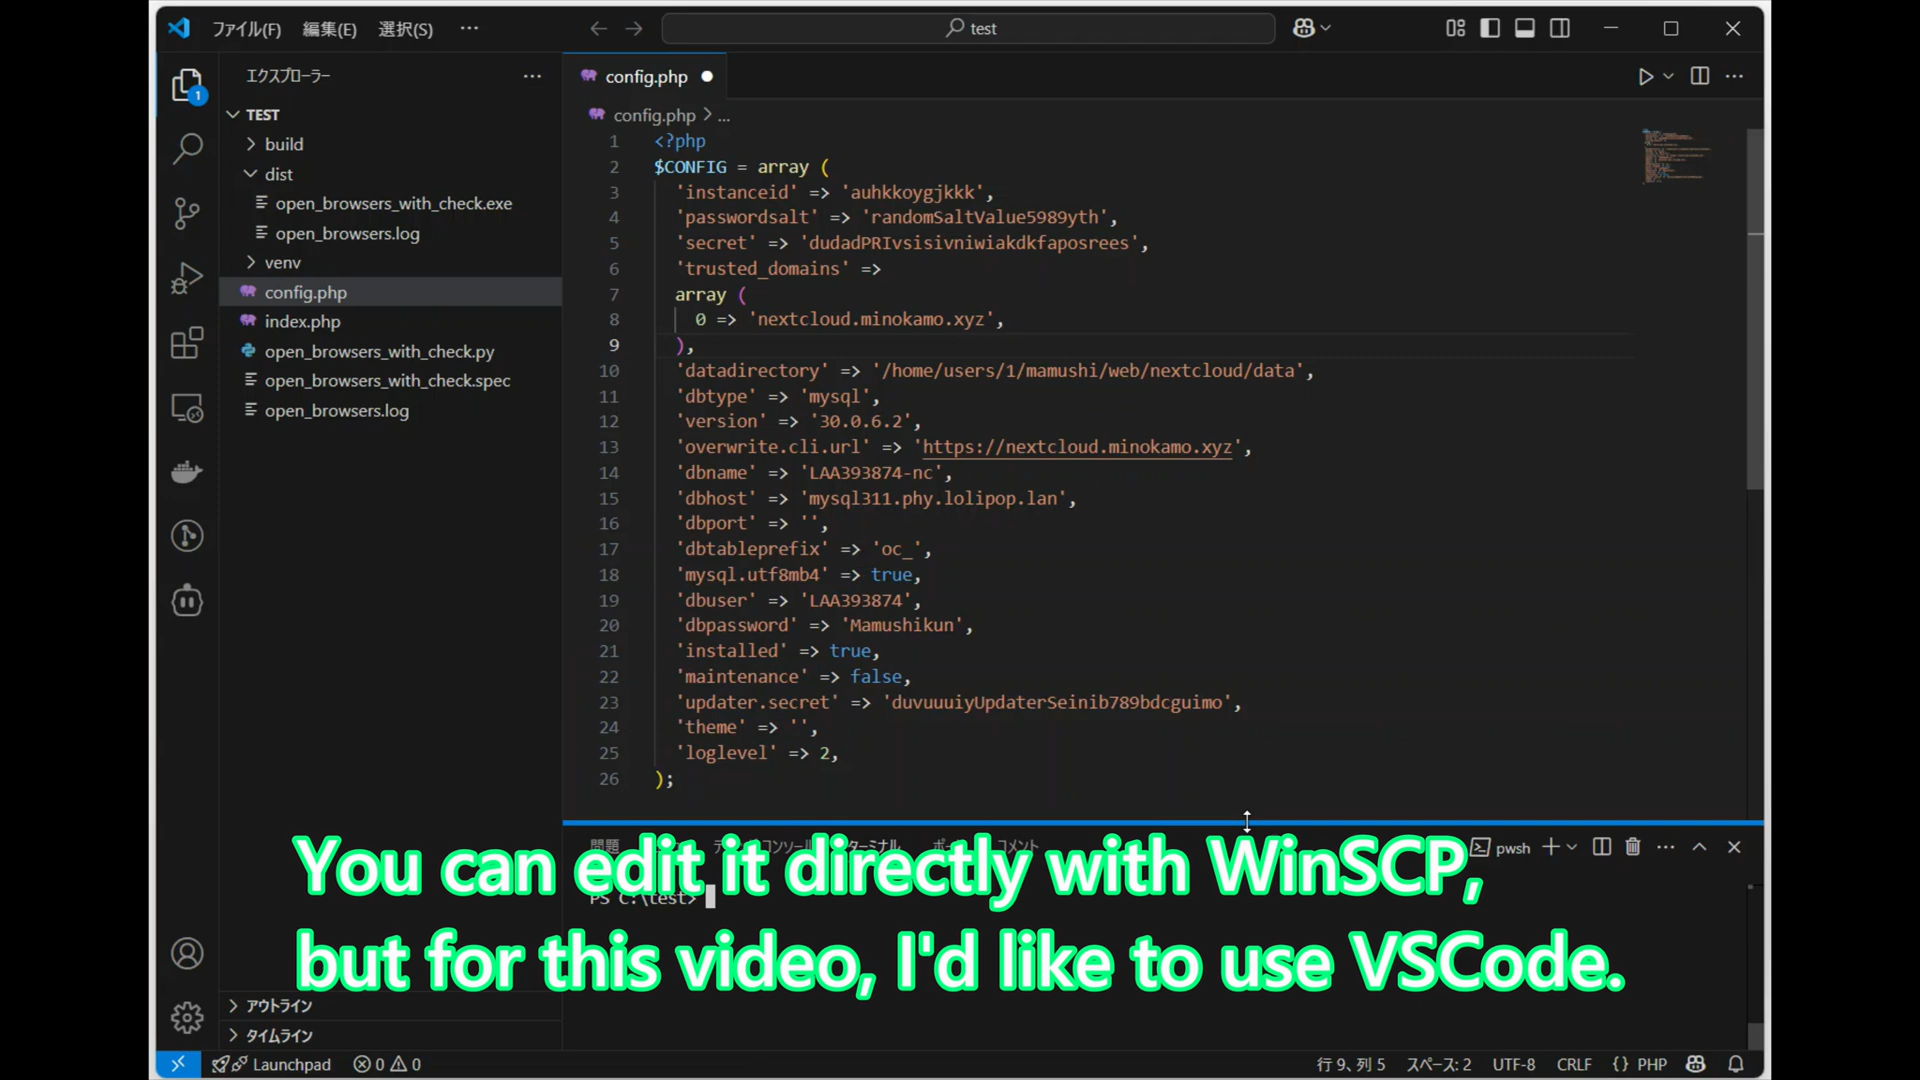 ファイル(F) 編集(E) 選択(S) ··· test
エクスプローラー ···
1
TEST
build
dist
open_browsers_with_check.exe
open_browsers.log
venv
config.php
index.php
open_browsers_with_check.py
open_browsers_with_check.spec
open_browsers.log
アウトライン
タイムライン
config.php
config.php > ...
1 <?php
2 $CONFIG = array (
3 'instanceid' => 'auhkkoygjkkk',
4 'passwordsalt' => 'randomSaltValue5989yth',
5 'secret' => 'dudadPRIvsisivniwiakdkfaposrees',
6 'trusted_domains' =>
7 array (
8 0 => 'nextcloud.minokamo.xyz',
9 ),
10 'datadirectory' => '/home/users/1/mamushi/web/nextcloud/data',
11 'dbtype' => 'mysql',
12 'version' => '30.0.6.2',
13 'overwrite.cli.url' => 'https://nextcloud.minokamo.xyz',
14 'dbname' => 'LAA393874-nc',
15 'dbhost' => 'mysql311.phy.lolipop.lan',
16 'dbport' => '',
17 'dbtableprefix' => 'oc_',
18 'mysql.utf8mb4' => true,
19 'dbuser' => 'LAA393874',
20 'dbpassword' => 'Mamushikun',
21 'installed' => true,
22 'maintenance' => false,
23 'updater.secret' => 'duvuuuiyUpdaterSeinib789bdcguimo',
24 'theme' => '',
25 'loglevel' => 2,
26 );
問題 コメント pwsh
PS C:\test>
You can edit it directly with WinSCP,
but for this video, I'd like to use VSCode.
Launchpad 0 0 行 9、列 5 スペース: 2 UTF-8 CRLF {} PHP